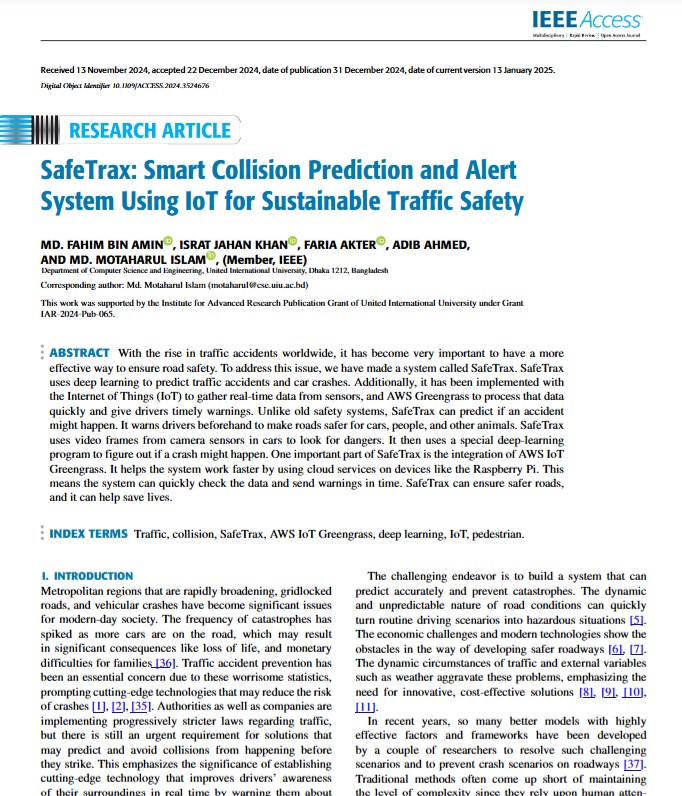 IEEE Access
Multidisciplinary | Rapid Review | Open Access Journal
Received 13 November 2024, accepted 22 December 2024, date of publication 31 December 2024, date of current version 13 January 2025.
Digital Object Identifier 10.1109/ACCESS.2024.3524676
RESEARCH ARTICLE
SafeTrax: Smart Collision Prediction and Alert
System Using IoT for Sustainable Traffic Safety
MD. FAHIM BIN AMIN, ISRAT JAHAN KHAN, FARIA AKTER, ADIB AHMED,
AND MD. MOTAHARUL ISLAM, (Member, IEEE)
Department of Computer Science and Engineering, United International University, Dhaka 1212, Bangladesh
Corresponding author: Md. Motaharul Islam (motaharul@cse.uiu.ac.bd)
This work was supported by the Institute for Advanced Research Publication Grant of United International University under Grant
IAR-2024-Pub-065.
ABSTRACT With the rise in traffic accidents worldwide, it has become very important to have a more
effective way to ensure road safety. To address this issue, we have made a system called SafeTrax. SafeTrax
uses deep learning to predict traffic accidents and car crashes. Additionally, it has been implemented with
the Internet of Things (IoT) to gather real-time data from sensors, and AWS Greengrass to process that data
quickly and give drivers timely warnings. Unlike old safety systems, SafeTrax can predict if an accident
might happen. It warns drivers beforehand to make roads safer for cars, people, and other animals. SafeTrax
uses video frames from camera sensors in cars to look for dangers. It then uses a special deep-learning
program to figure out if a crash might happen. One important part of SafeTrax is the integration of AWS IoT
Greengrass. It helps the system work faster by using cloud services on devices like the Raspberry Pi. This
means the system can quickly check the data and send warnings in time. SafeTrax can ensure safer roads,
and it can help save lives.
INDEX TERMS Traffic, collision, SafeTrax, AWS IoT Greengrass, deep learning, IoT, pedestrian.
I. INTRODUCTION
Metropolitan regions that are rapidly broadening, gridlocked
roads, and vehicular crashes have become significant issues
for modern-day society. The frequency of catastrophes has
spiked as more cars are on the road, which may result
in significant consequences like loss of life, and monetary
difficulties for families [36]. Traffic accident prevention has
been an essential concern due to these worrisome statistics,
prompting cutting-edge technologies that may reduce the risk
of crashes [1], [2], [35]. Authorities as well as companies are
implementing progressively stricter laws regarding traffic,
but there is still an urgent requirement for solutions that
may predict and avoid collisions from happening before
they strike. This emphasizes the significance of establishing
cutting-edge technology that improves drivers' awareness
of their surroundings in real time by warning them about
The challenging endeavor is to build a system that can
predict accurately and prevent catastrophes. The dynamic
and unpredictable nature of road conditions can quickly
turn routine driving scenarios into hazardous situations [5].
The economic challenges and modern technologies show the
obstacles in the way of developing safer roadways [6], [7].
The dynamic circumstances of traffic and external variables
such as weather aggravate these problems, emphasizing the
need for innovative, cost-effective solutions [8], [9], [10],
[11].
In recent years, so many better models with highly
effective factors and frameworks have been developed
by a couple of researchers to resolve such challenging
scenarios and to prevent crash scenarios on roadways [37].
Traditional methods often come up short of maintaining
the level of complexity since they rely upon human atten-